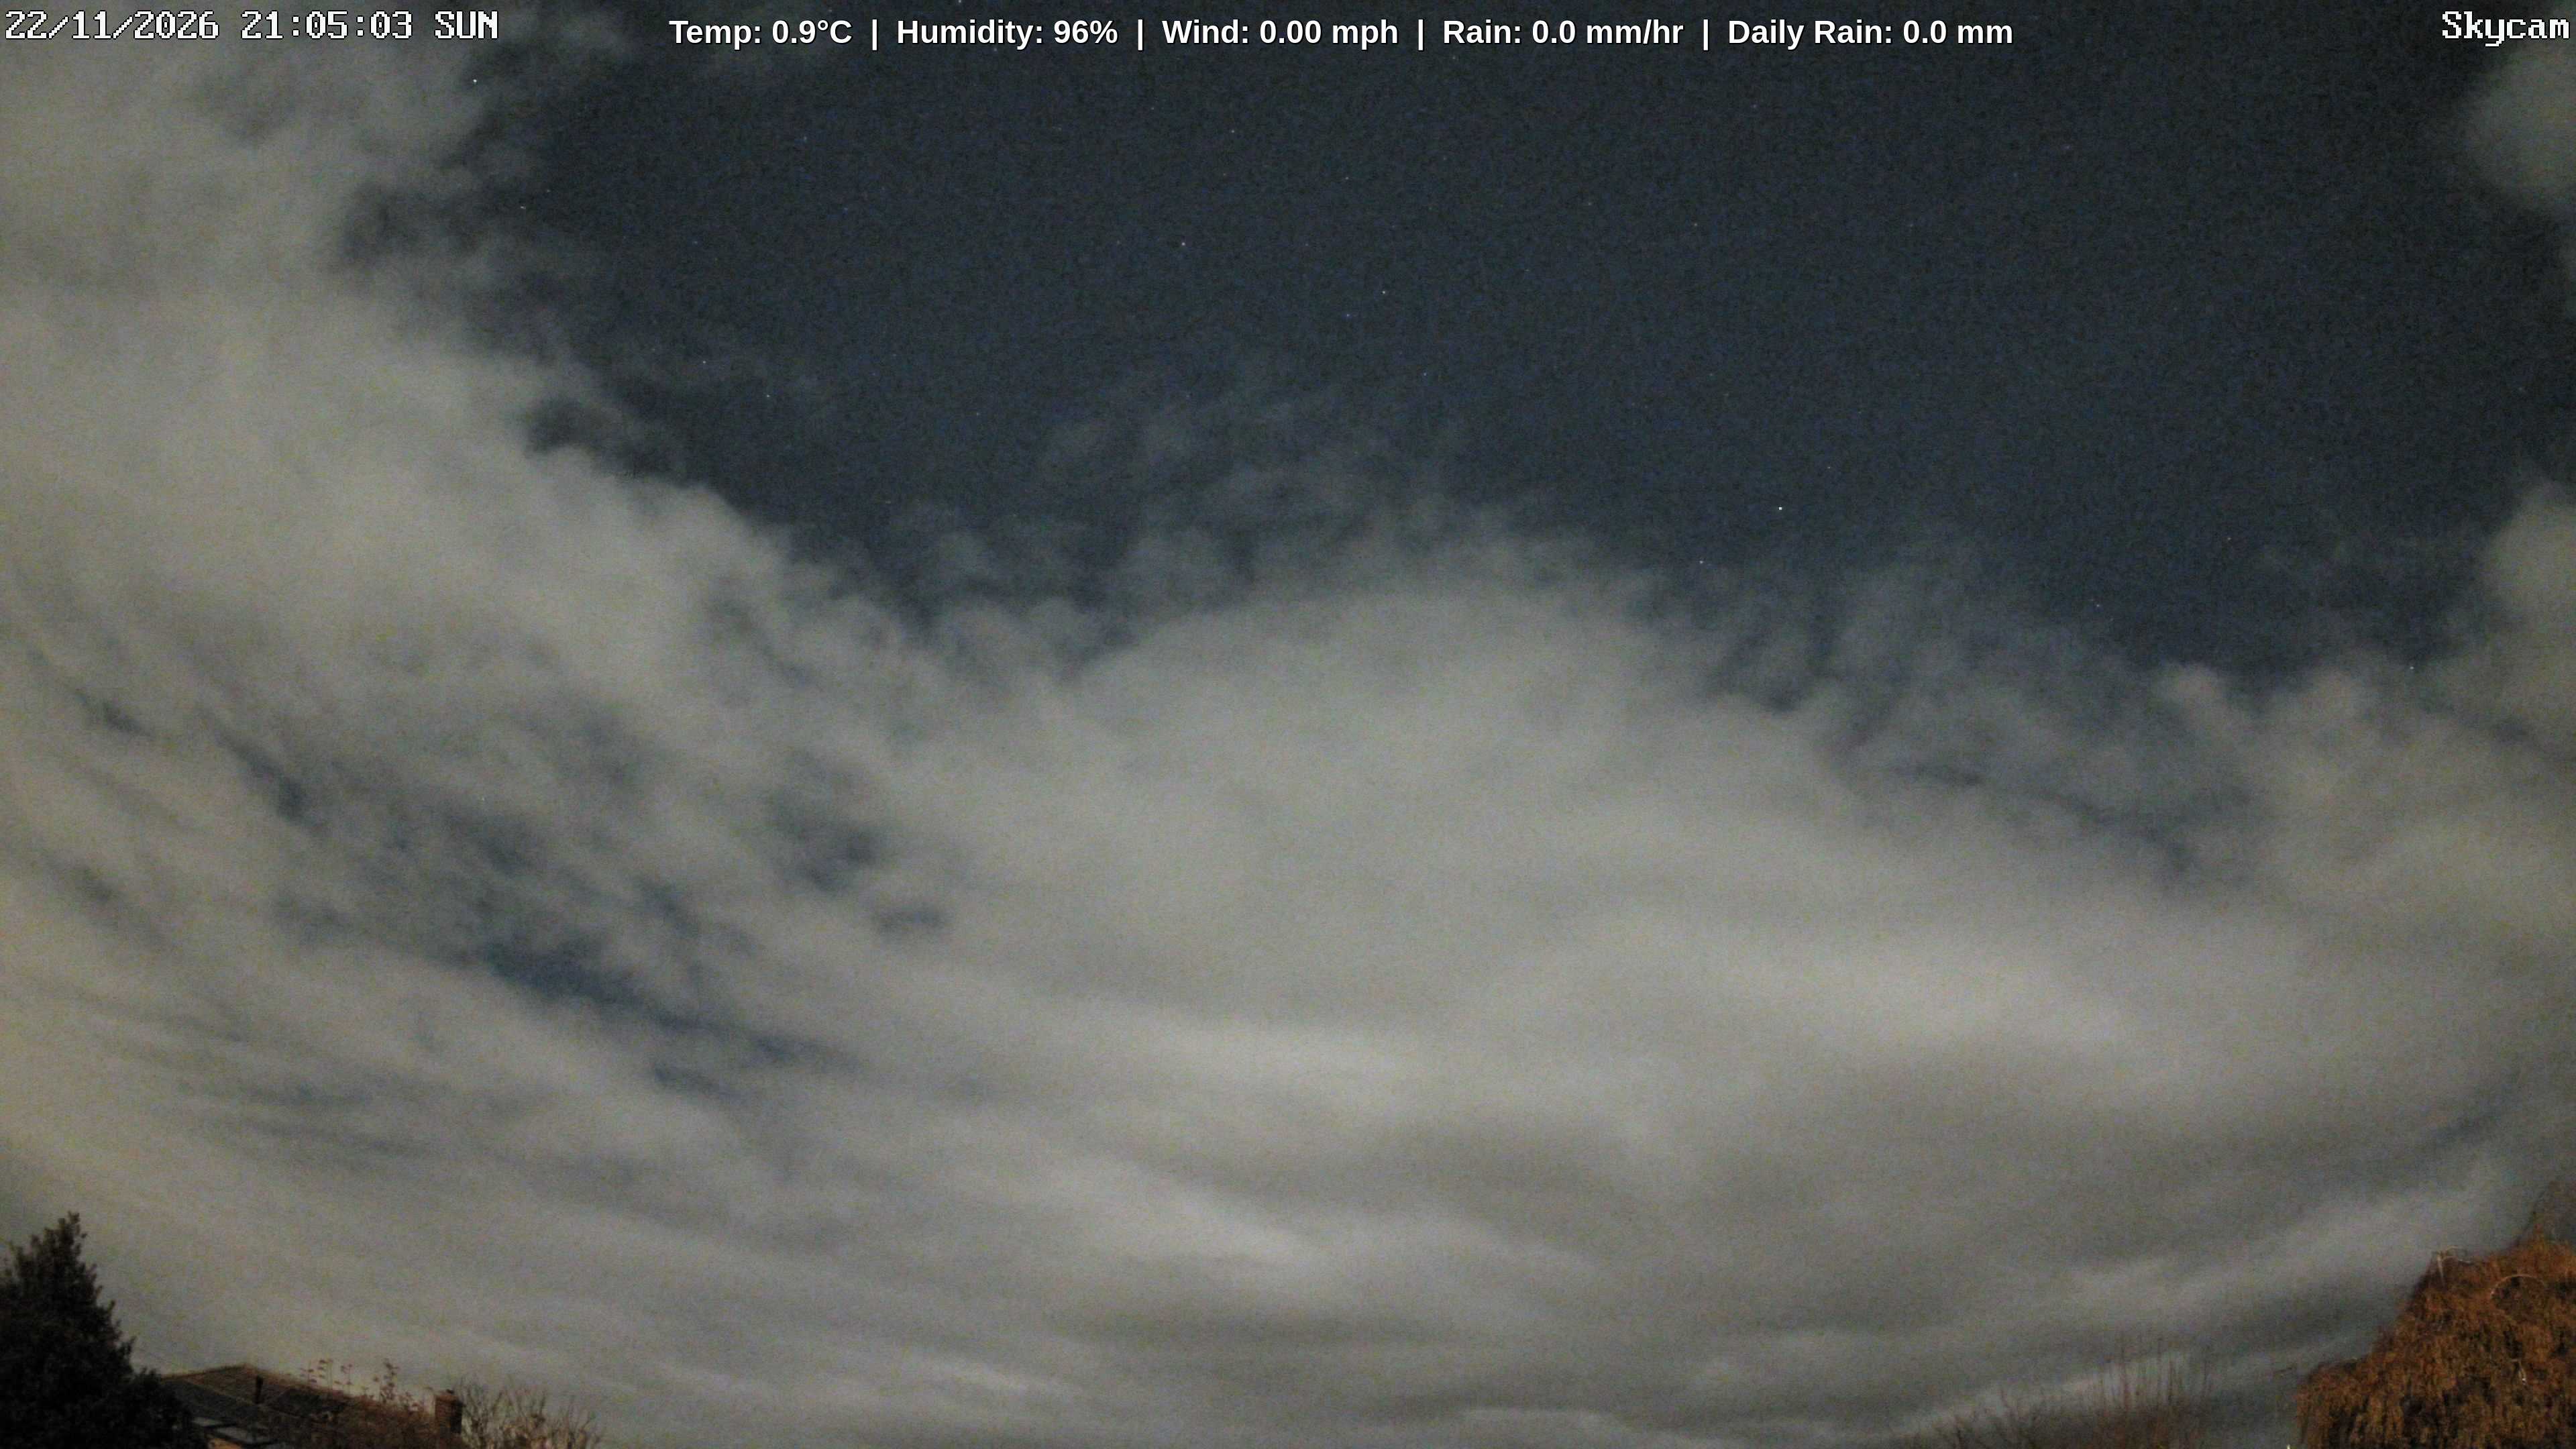 22/11/2026 21:05:03 SUN
Temp: 0.9°C | Humidity: 96% | Wind: 0.00 mph | Rain: 0.0 mm/hr | Daily Rain: 0.0 mm
Skycam